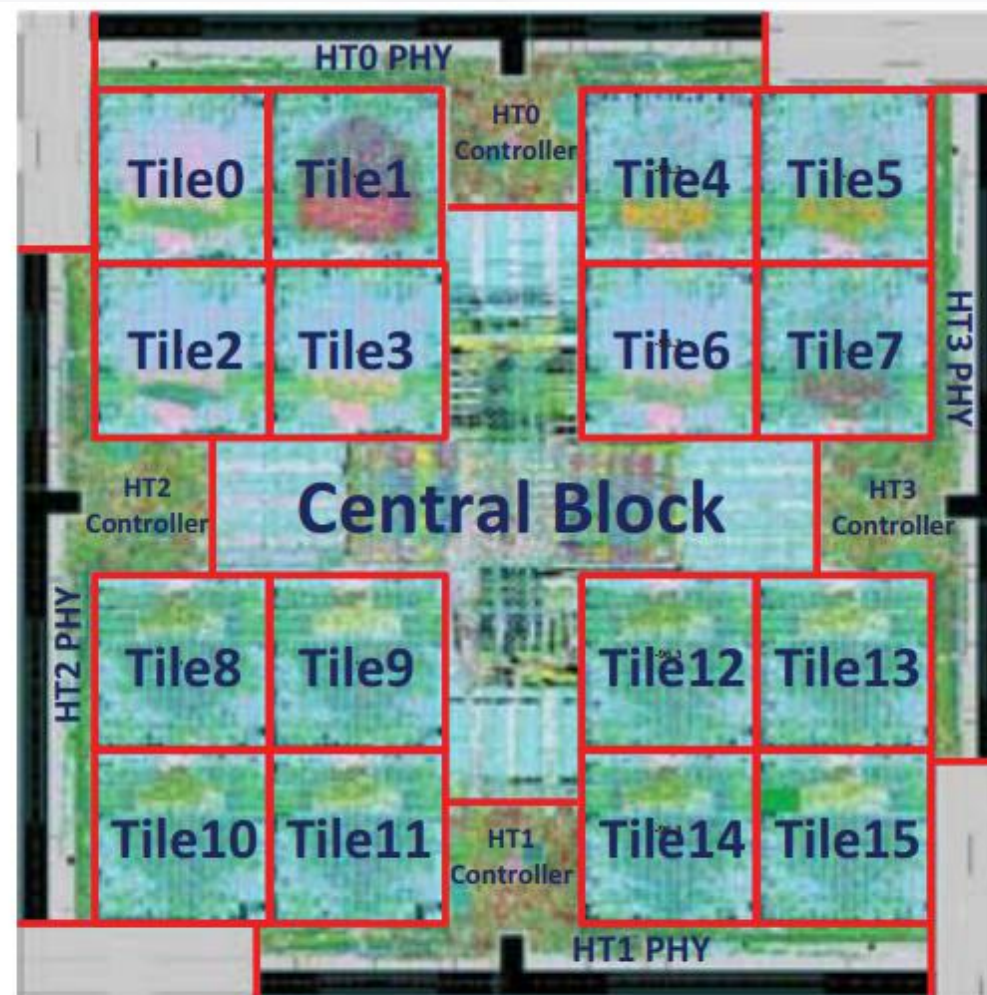 HT0 PHY
HT0
Controller
Tile0
Tile1
Tile4
Tile5
Tile2
Tile3
Tile6
Tile7
HT3 PHY
HT2
Controller
Central Block
HT3
Controller
HT2 PHY
Tile8
Tile9
Tile12
Tile13
Tile10
Tile11
HT1
Controller
Tile14
Tile15
HT1 PHY